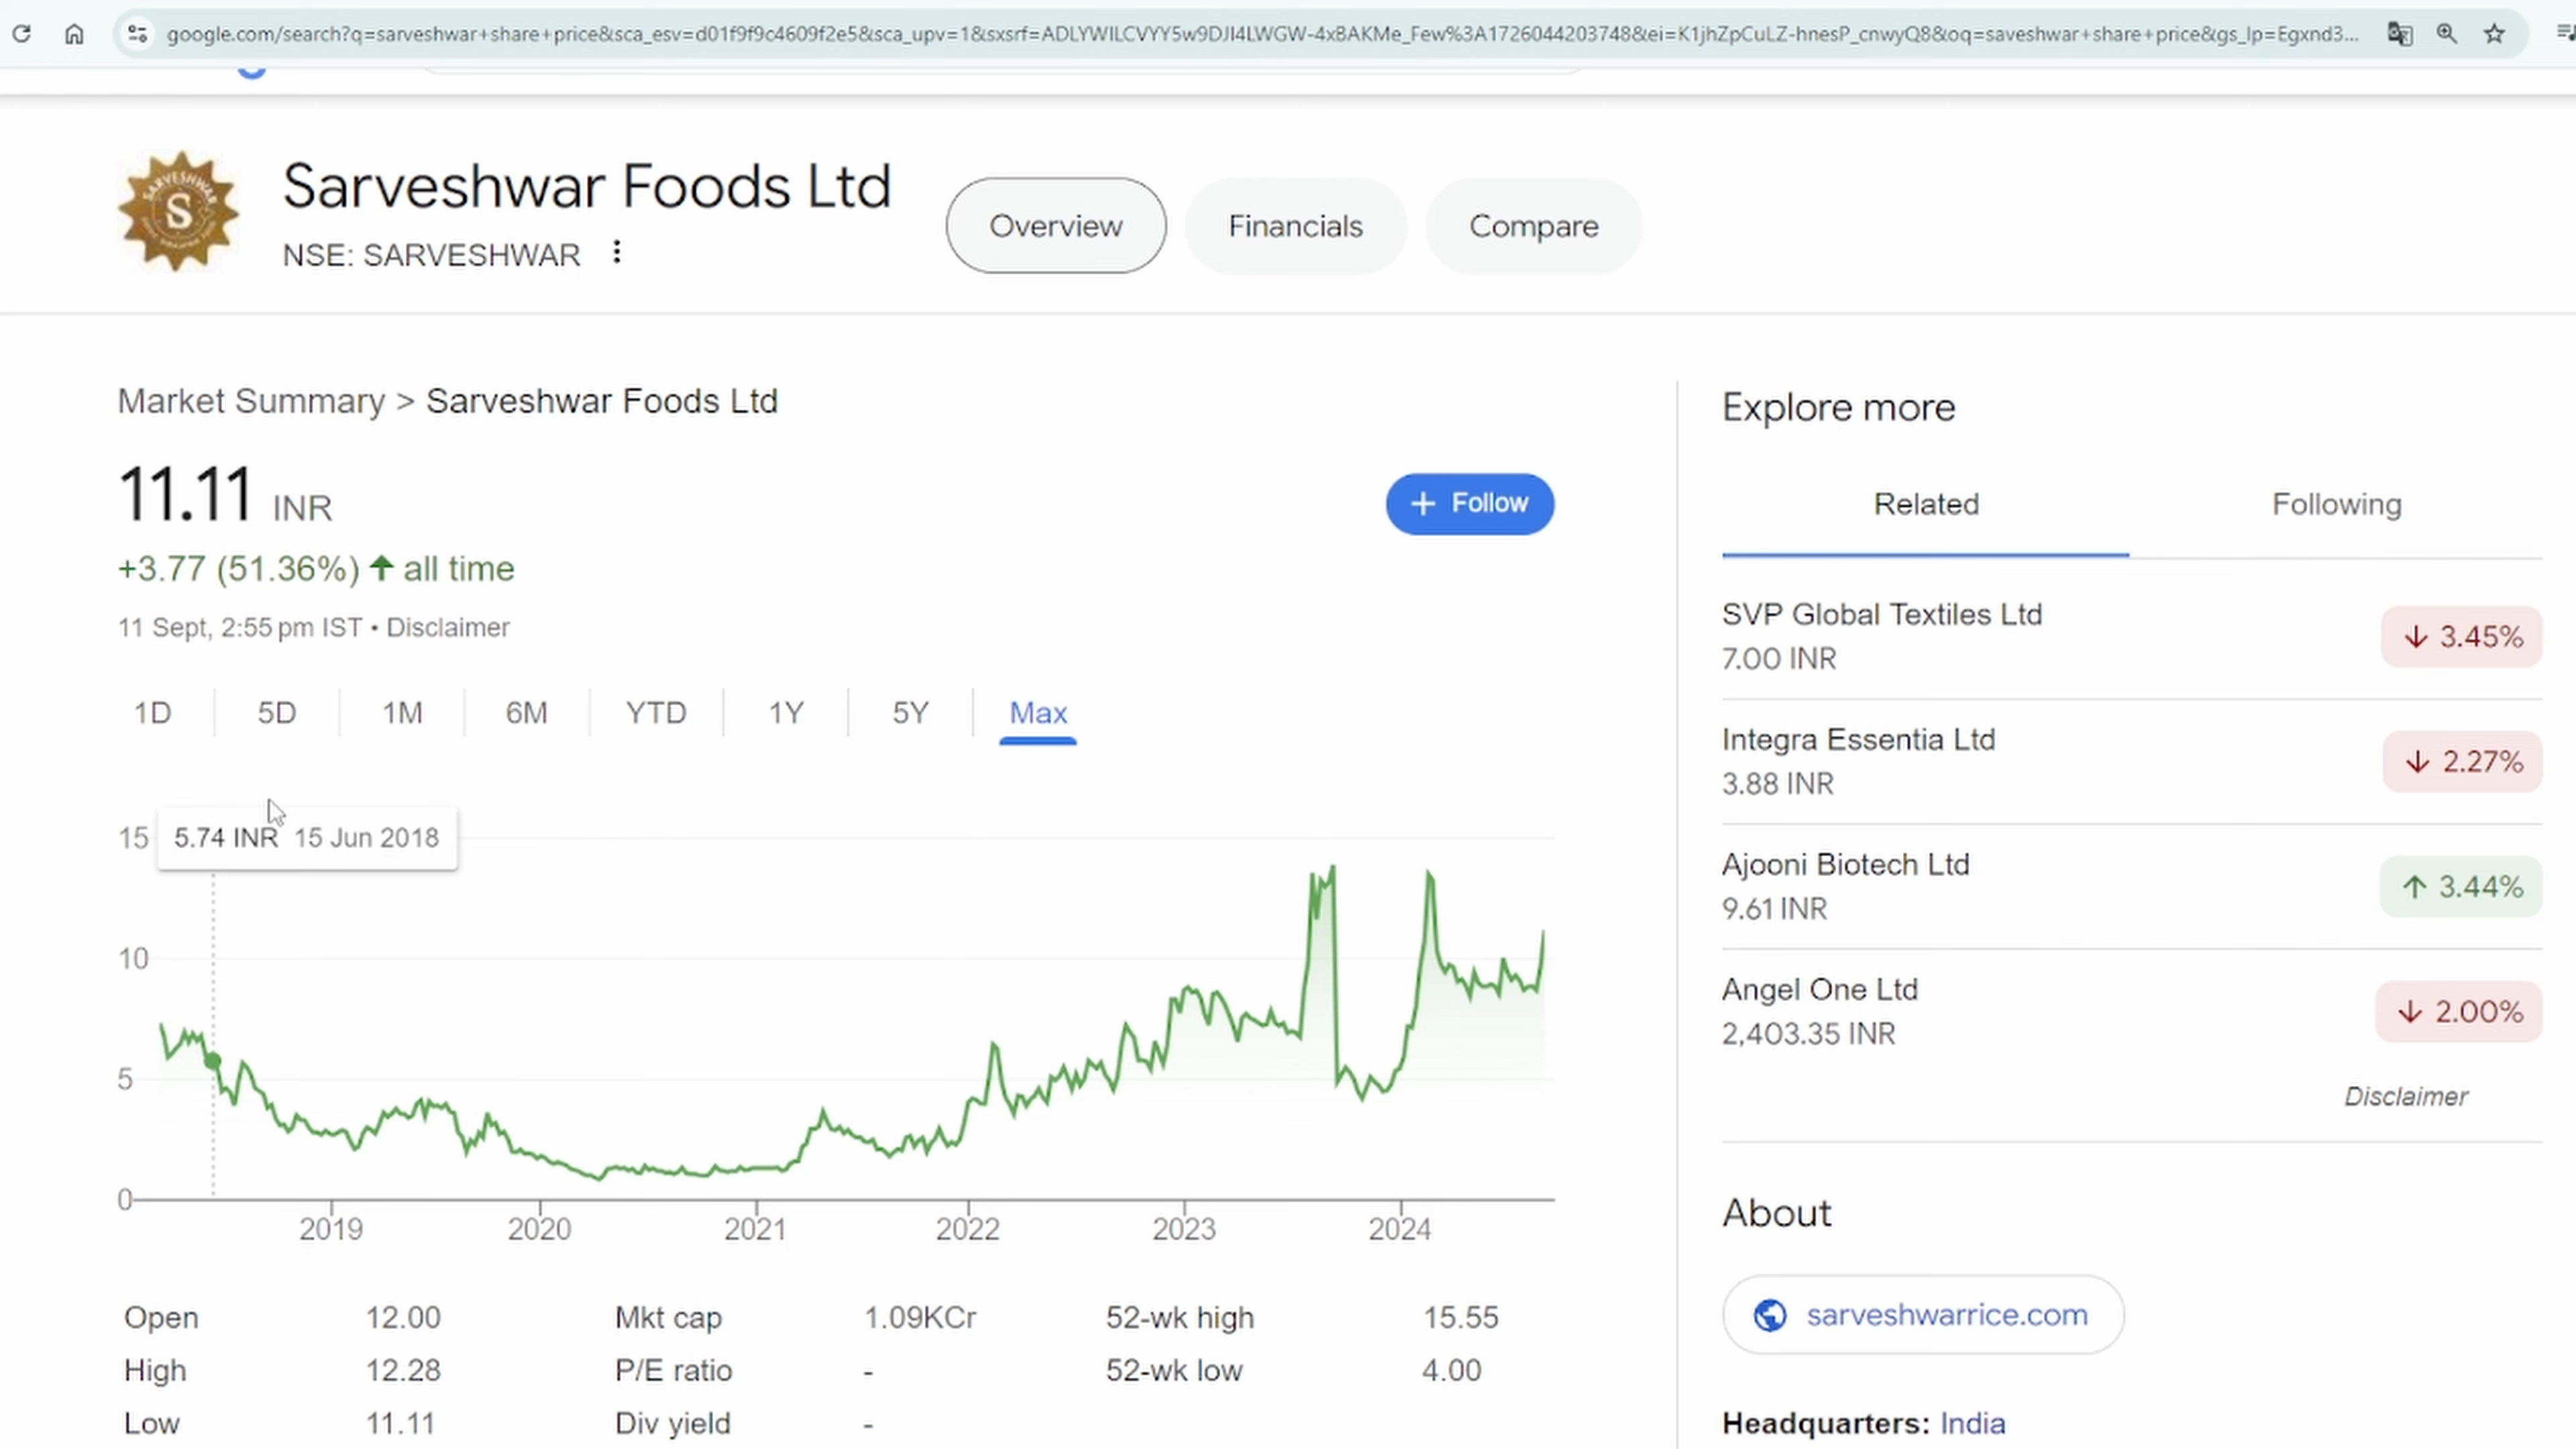 google.com/search?q=sarveshwar+share+price&sca_esv=d01f9f9c4609f2e5&sca_upv=1&sxsrf=ADLYWILCVYY5w9DJI4LWGW-4xBAKMe_Few%3A1726044203748&ei=K1jhZpCuLZ-hnesP_cnwyQ8&oq=saveshwar+share+price&gs_lp=Egxnd3...
SARVESHWAR
S
Sarveshwar Foods Ltd
NSE: SARVESHWAR
Overview
Financials
Compare
Market Summary > Sarveshwar Foods Ltd
11.11 INR
+ Follow
+3.77 (51.36%) ↑ all time
11 Sept, 2:55 pm IST • Disclaimer
1D 5D 1M 6M YTD 1Y 5Y Max
5.74 INR 15 Jun 2018
15
10
5
0
2019 2020 2021 2022 2023 2024
Open 12.00 Mkt cap 1.09KCr 52-wk high 15.55
High 12.28 P/E ratio - 52-wk low 4.00
Low 11.11 Div yield -
Explore more
Related Following
SVP Global Textiles Ltd
7.00 INR
↓ 3.45%
Integra Essentia Ltd
3.88 INR
↓ 2.27%
Ajooni Biotech Ltd
9.61 INR
↑ 3.44%
Angel One Ltd
2,403.35 INR
↓ 2.00%
Disclaimer
About
sarveshwarrice.com
Headquarters: India